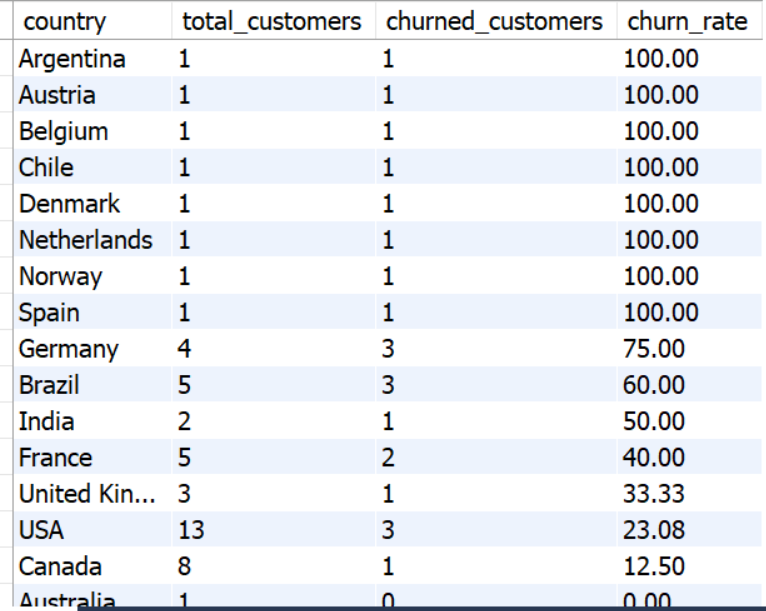 country total_customers churned_customers churn_rate
Argentina 1 1 100.00
Austria 1 1 100.00
Belgium 1 1 100.00
Chile 1 1 100.00
Denmark 1 1 100.00
Netherlands 1 1 100.00
Norway 1 1 100.00
Spain 1 1 100.00
Germany 4 3 75.00
Brazil 5 3 60.00
India 2 1 50.00
France 5 2 40.00
United Kin... 3 1 33.33
USA 13 3 23.08
Canada 8 1 12.50
Australia 1 0 0.00